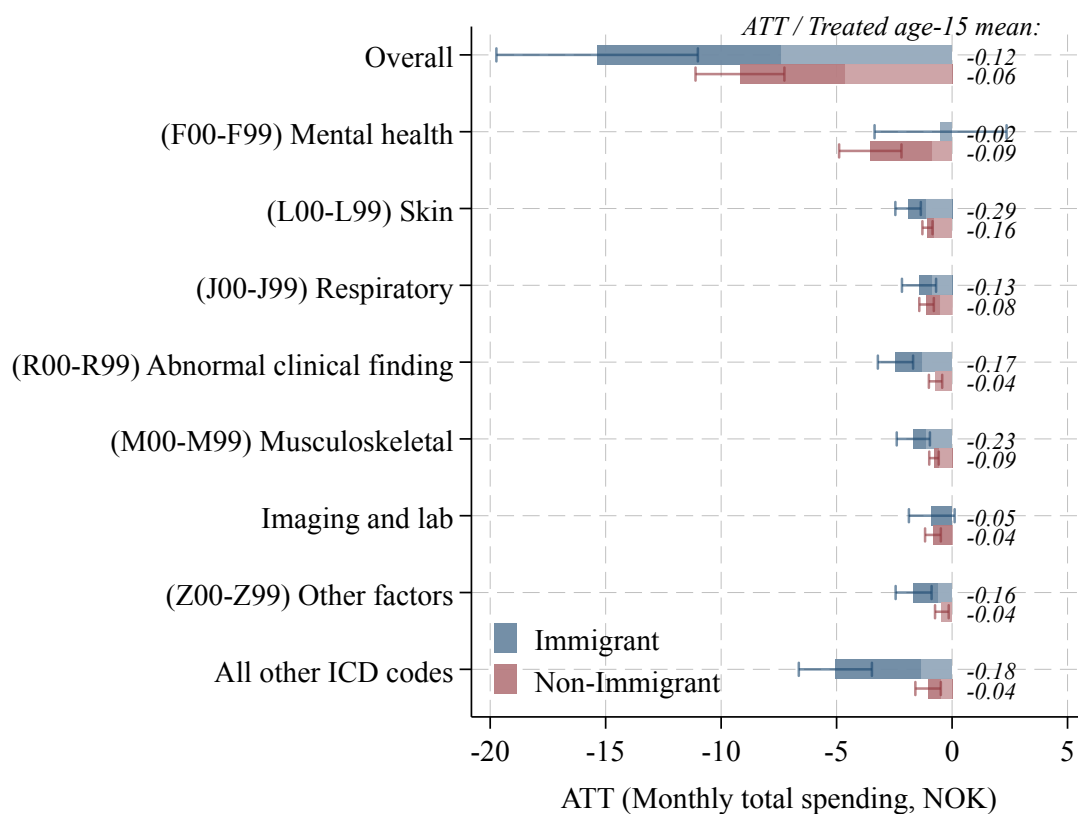 ATT / Treated age-15 mean:
Overall
-0.12
-0.06
(F00-F99) Mental health
-0.02
-0.09
(L00-L99) Skin
-0.29
-0.16
(J00-J99) Respiratory
-0.13
-0.08
(R00-R99) Abnormal clinical finding
-0.17
-0.04
(M00-M99) Musculoskeletal
-0.23
-0.09
Imaging and lab
-0.05
-0.04
(Z00-Z99) Other factors
-0.16
-0.04
Immigrant
All other ICD codes
-0.18
Non-Immigrant
-0.04
-20 -15 -10 -5 0 5
ATT (Monthly total spending, NOK)